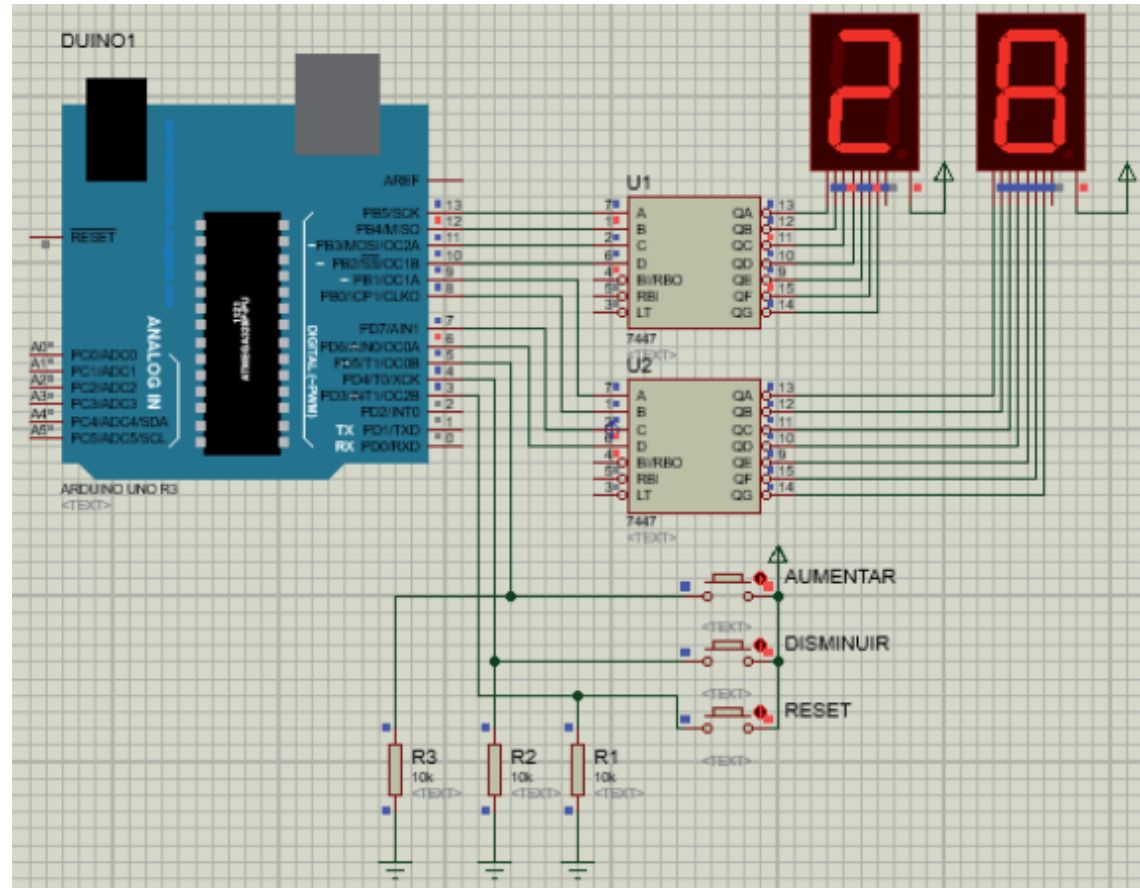 DUINO1
AREF
13
PB5/SCK
12
PB4/MISO
11
PB3/MOSI/OC2A
10
PB2/SS/OC1B
9
PB1/OC1A
8
PB0/ICP1/CLKO
7
PD7/AIN1
6
PD6/AIN0/OC0A
5
PD5/T1/OC0B
4
PD4/T0/XCK
3
PD3/INT1/OC2B
2
PD2/INT0
1
TX PD1/TXD
0
RX PD0/RXD
RESET
A0
PC0/ADC0
A1
PC1/ADC1
A2
PC2/ADC2
A3
PC3/ADC3
A4
PC4/ADC4/SDA
A5
PC5/ADC5/SCL
ANALOG IN
DIGITAL (~PWM)
ARDUINO UNO R3
<TEXT>
28
U1
7 A QA 13
1 B QB 12
2 C QC 11
6 D QD 10
4 BI/RBO QE 9
5 RBI QF 15
3 LT QG 14
7447
<TEXT>
U2
7 A QA 13
1 B QB 12
C QC 11
D QD 10
4 BI/RBO QE 9
5 RBI QF 15
3 LT QG 14
7447
<TEXT>
AUMENTAR
<TEXT>
DISMINUIR
<TEXT>
RESET
<TEXT>
R3
10k
<TEXT>
R2
10k
<TEXT>
R1
10k
<TEXT>